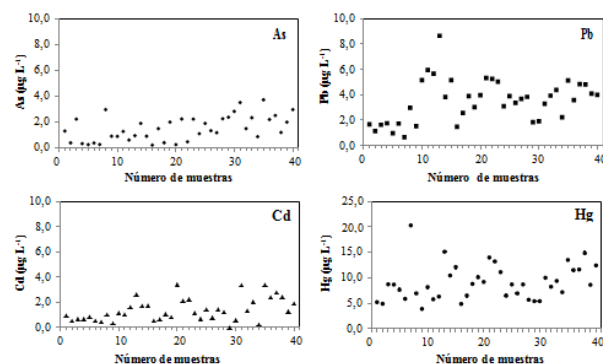 As
As (µg L⁻¹)
10,0
8,0
6,0
4,0
2,0
0,0
0 10 20 30 40
Número de muestras
Pb
Pb (µg L⁻¹)
10,0
8,0
6,0
4,0
2,0
0,0
0 10 20 30 40
Número de muestras
Cd
Cd (µg L⁻¹)
10,0
8,0
6,0
4,0
2,0
0,0
0 10 20 30 40
Número de muestras
Hg
Hg (µg L⁻¹)
25,0
20,0
15,0
10,0
5,0
0,0
0 10 20 30 40
Número de muestras